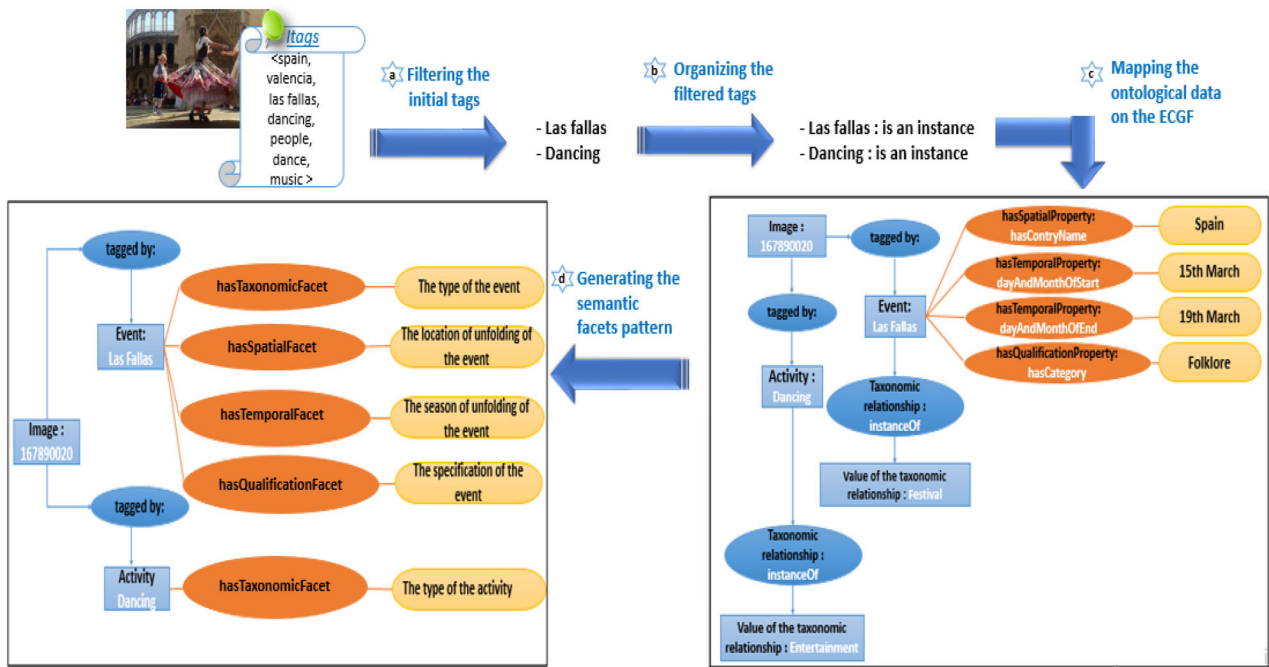 Itags
<spain,
valencia,
las fallas,
dancing,
people,
dance,
music >
a
Filtering the
initial tags
- Las fallas
- Dancing
b
Organizing the
filtered tags
- Las fallas : is an instance
- Dancing : is an instance
c
Mapping the
ontological data
on the ECGF
Image :
167890020
tagged by:
tagged by:
Event:
Las Fallas
hasSpatialProperty:
hasContryName
Spain
hasTemporalProperty:
dayAndMonthOfStart
15th March
hasTemporalProperty:
dayAndMonthOfEnd
19th March
hasQualificationProperty:
hasCategory
Folklore
Activity :
Dancing
Taxonomic
relationship :
instanceOf
Value of the taxonomic
relationship : Festival
Taxonomic
relationship :
instanceOf
Value of the taxonomic
relationship : Entertainment
d
Generating the
semantic
facets pattern
tagged by:
Event:
Las Fallas
hasTaxonomicFacet
The type of the event
hasSpatialFacet
The location of unfolding of
the event
hasTemporalFacet
The season of unfolding of
the event
hasQualificationFacet
The specification of the
event
Image :
167890020
tagged by:
Activity
Dancing
hasTaxonomicFacet
The type of the activity